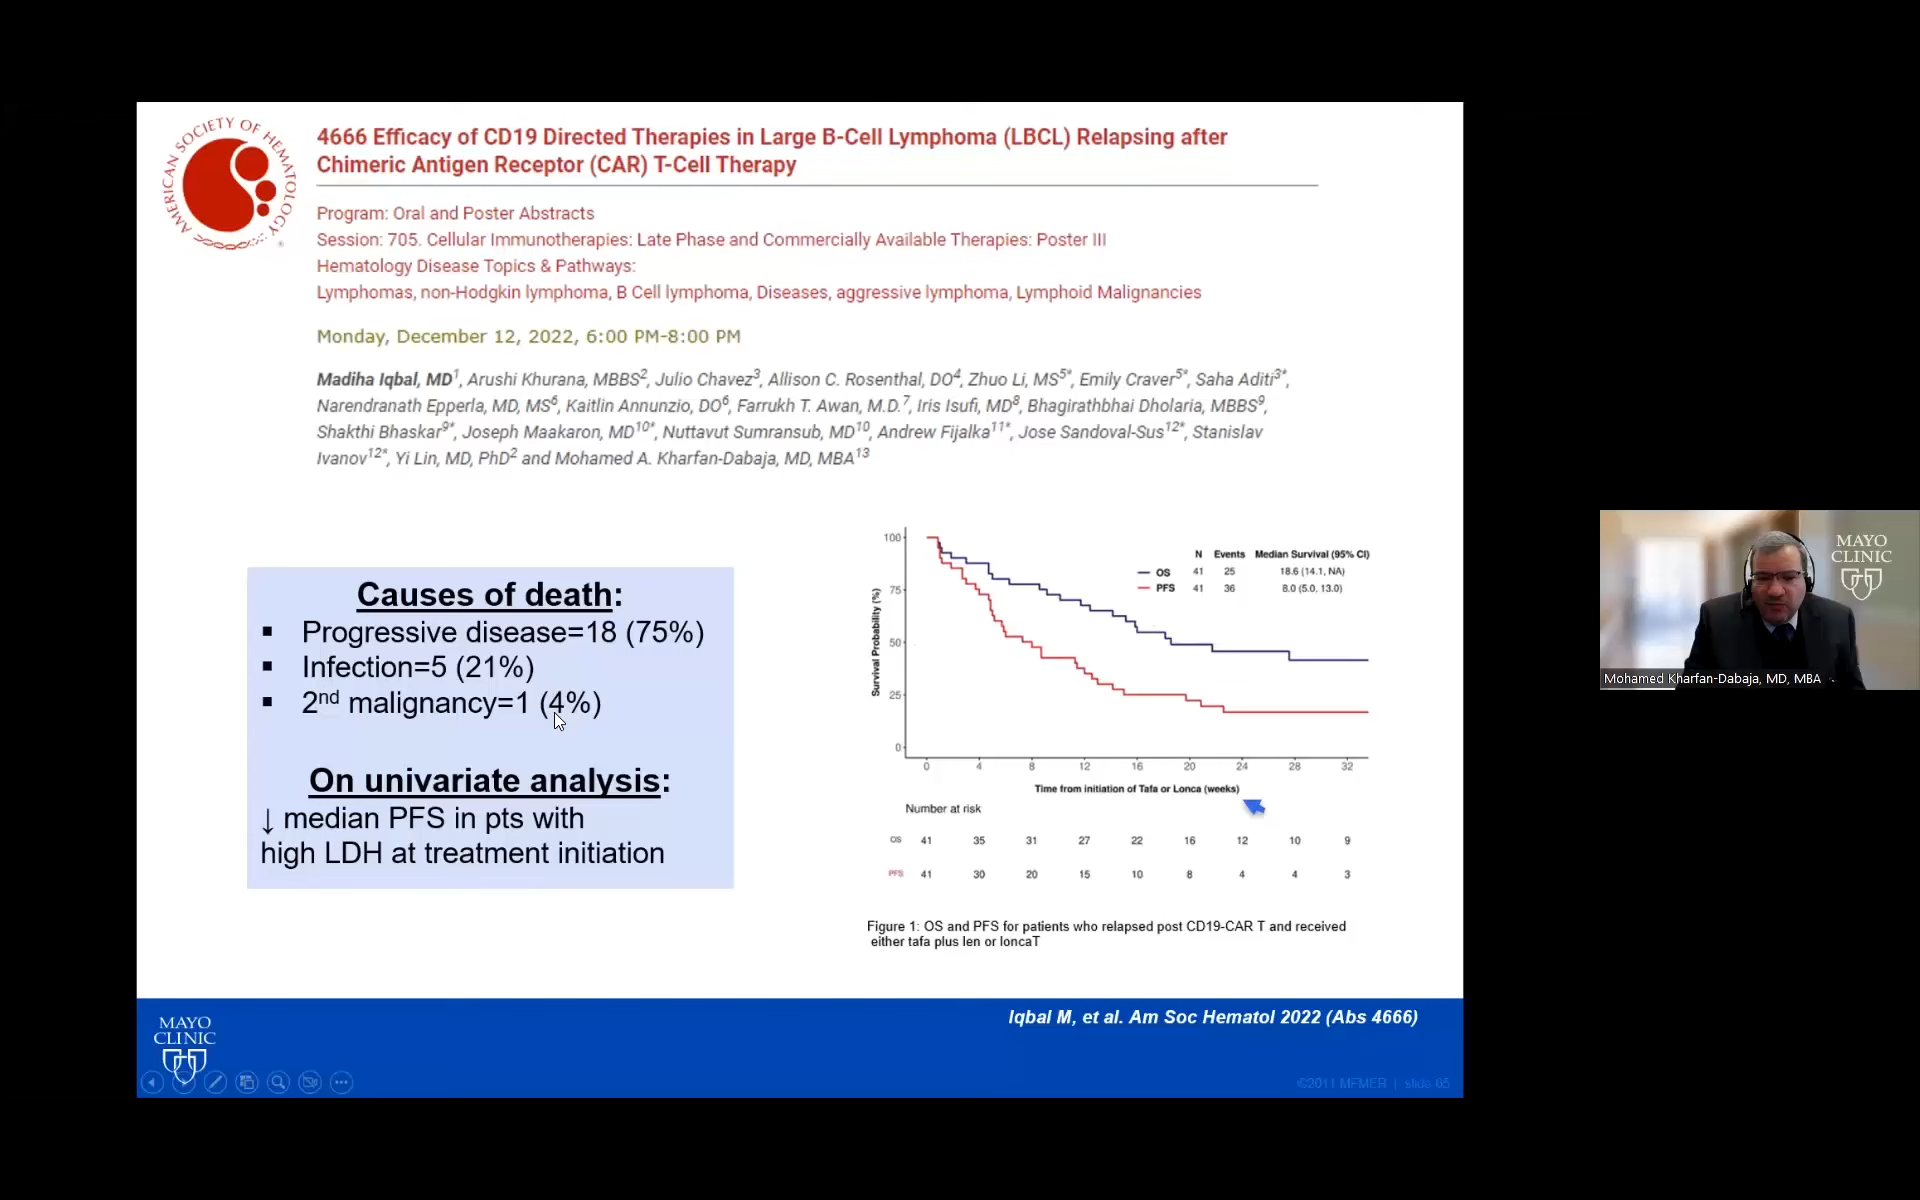 AMERICAN SOCIETY OF HEMATOLOGY
4666 Efficacy of CD19 Directed Therapies in Large B-Cell Lymphoma (LBCL) Relapsing after
Chimeric Antigen Receptor (CAR) T-Cell Therapy
Program: Oral and Poster Abstracts
Session: 705. Cellular Immunotherapies: Late Phase and Commercially Available Therapies: Poster III
Hematology Disease Topics & Pathways:
Lymphomas, non-Hodgkin lymphoma, B Cell lymphoma, Diseases, aggressive lymphoma, Lymphoid Malignancies
Monday, December 12, 2022, 6:00 PM-8:00 PM
Madiha Iqbal, MD1, Arushi Khurana, MBBS2, Julio Chavez3, Allison C. Rosenthal, DO4, Zhuo Li, MS5*, Emily Craver5*, Saha Aditi3*,
Narendranath Epperla, MD, MS6, Kaitlin Annunzio, DO6, Farrukh T. Awan, M.D.7, Iris Isufi, MD8, Bhagirathbhai Dholaria, MBBS9,
Shakthi Bhaskar9*, Joseph Maakaron, MD10*, Nuttavut Sumransub, MD10, Andrew Fijalka11*, Jose Sandoval-Sus12*, Stanislav
Ivanov12*, Yi Lin, MD, PhD2 and Mohamed A. Kharfan-Dabaja, MD, MBA13
Causes of death:
▪ Progressive disease=18 (75%)
▪ Infection=5 (21%)
▪ 2nd malignancy=1 (4%)
On univariate analysis:
↓ median PFS in pts with
high LDH at treatment initiation
N Events Median Survival (95% CI)
OS 41 25 18.6 (14.1, NA)
PFS 41 36 8.0 (5.0, 13.0)
Survival Probability (%)
100
75
50
25
0
0 4 8 12 16 20 24 28 32
Time from initiation of Tafa or Lonca (weeks)
Number at risk
OS 41 35 31 27 22 16 12 10 9
PFS 41 30 20 15 10 8 4 4 3
Figure 1: OS and PFS for patients who relapsed post CD19-CAR T and received
either tafa plus len or loncaT
Iqbal M, et al. Am Soc Hematol 2022 (Abs 4666)
MAYO
CLINIC
©2011 MFMER | slide-65
MAYO
CLINIC
Mohamed Kharfan-Dabaja, MD, MBA